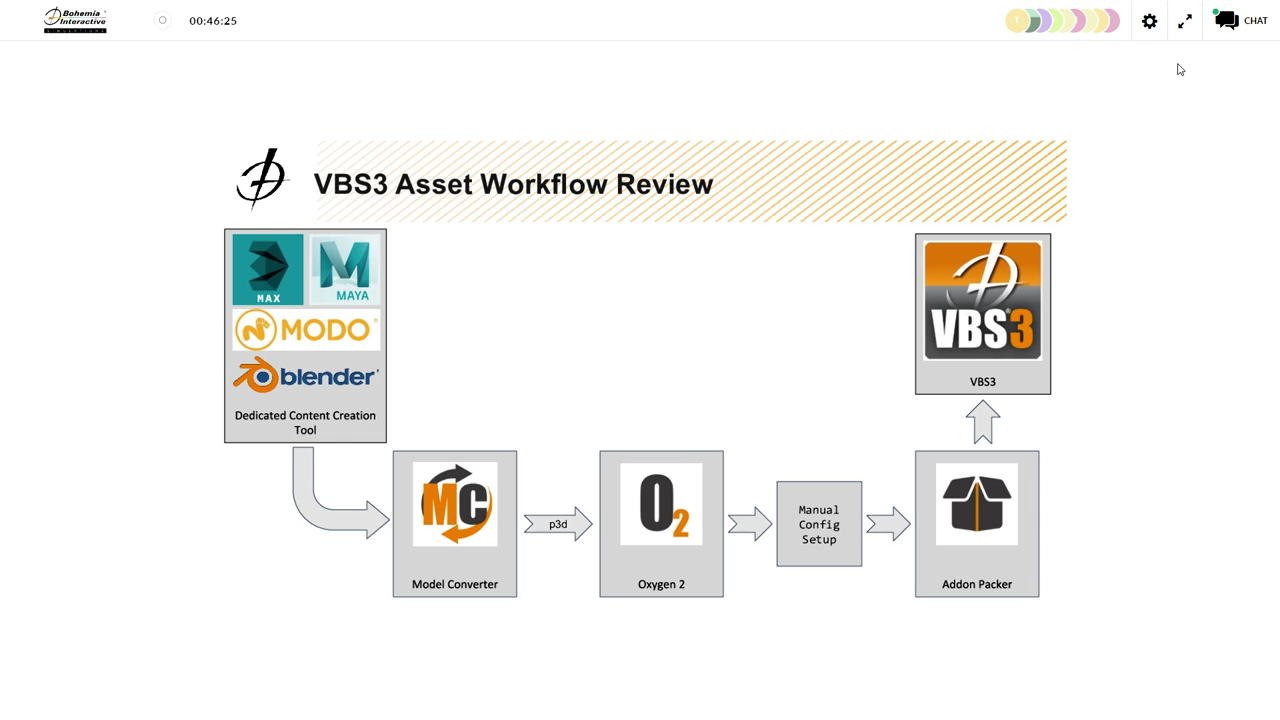 Bohemia
Interactive
SIMULATIONS
00:46:25
T
CHAT
VBS3 Asset Workflow Review
MAX
M
MAYA
MODO
blender
Dedicated Content Creation
Tool
VBS3
VBS3
MC
Model Converter
p3d
O2
Oxygen 2
Manual
Config
Setup
Addon Packer